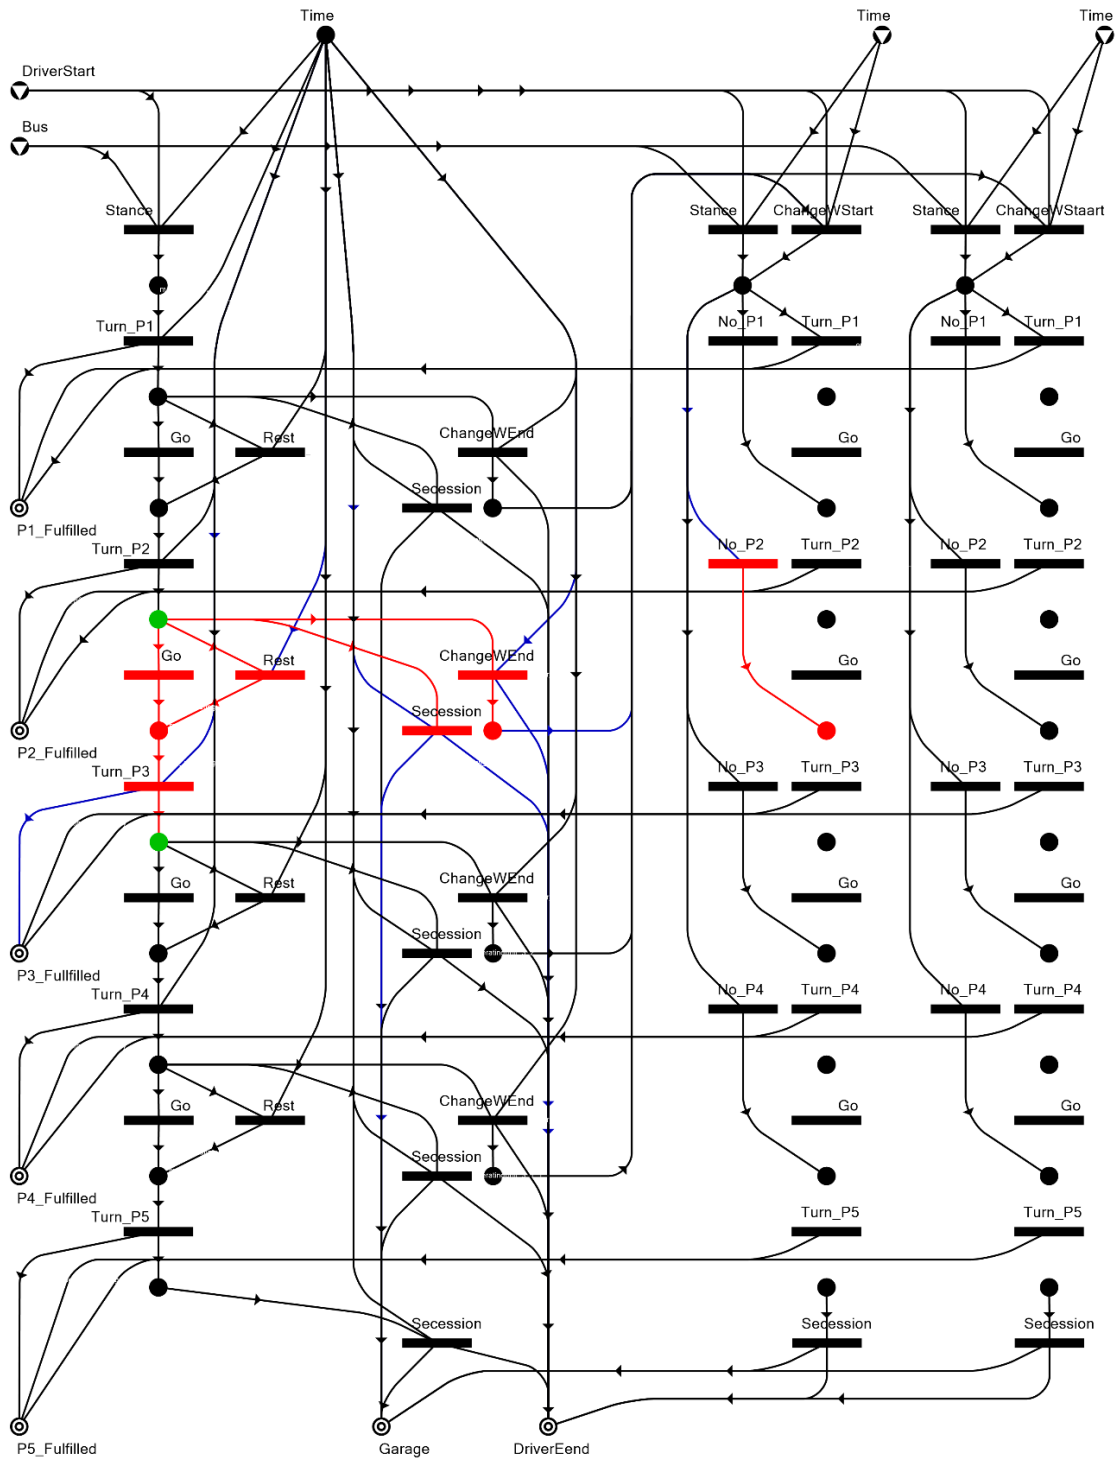 Time Time Time
DriverStart
Bus
Stance Stance ChangeWStart Stance ChangeWStaart
Turn_P1 No_P1 Turn_P1 No_P1 Turn_P1
Go Rest ChangeWEnd Go Go
Secession
P1_Fulfilled
Turn_P2 No_P2 Turn_P2 No_P2 Turn_P2
Go Rest ChangeWEnd Go Go
Secession
P2_Fulfilled
Turn_P3 No_P3 Turn_P3 No_P3 Turn_P3
Go Rest ChangeWEnd Go Go
Secession
P3_Fullfilled
Turn_P4 No_P4 Turn_P4 No_P4 Turn_P4
Go Rest ChangeWEnd Go Go
Secession
P4_Fulfilled
Turn_P5 Turn_P5 Turn_P5
Secession Secession Secession
P5_Fulfilled Garage DriverEend